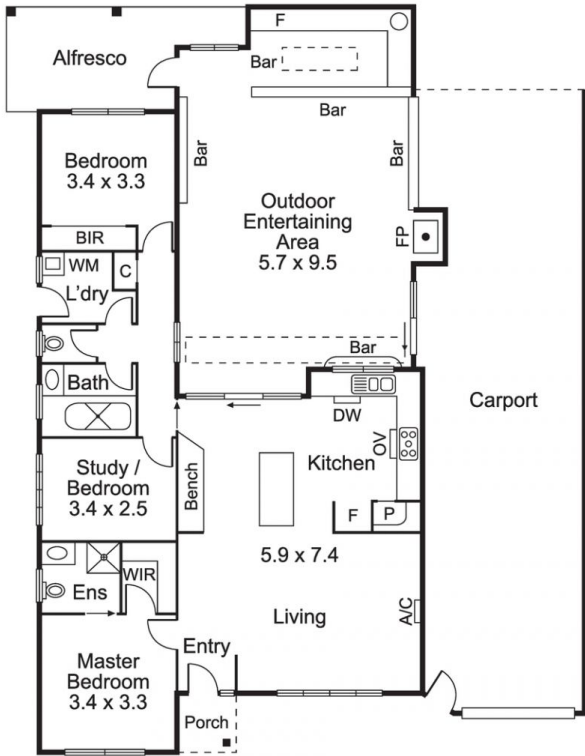 F
Alfresco
Bar
Bar
Bar
Bar
Bedroom
3.4 x 3.3
Outdoor
Entertaining
Area
5.7 x 9.5
FP
BIR
WM
C
L'dry
Bar
Bath
DW
Carport
OV
Kitchen
Study /
Bedroom
3.4 x 2.5
Bench
F
P
5.9 x 7.4
WIR
Ens
A/C
Living
Entry
Master
Bedroom
3.4 x 3.3
Porch